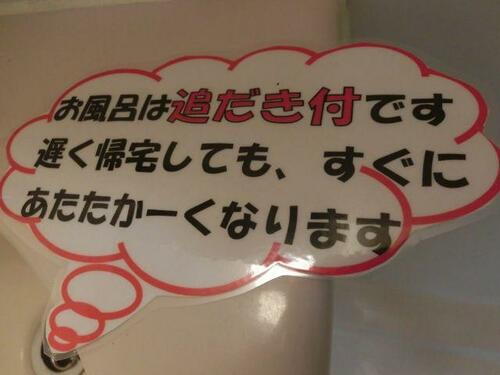 お風呂は追だき付です
遅く帰宅しても、すぐに
あたたかーくなります